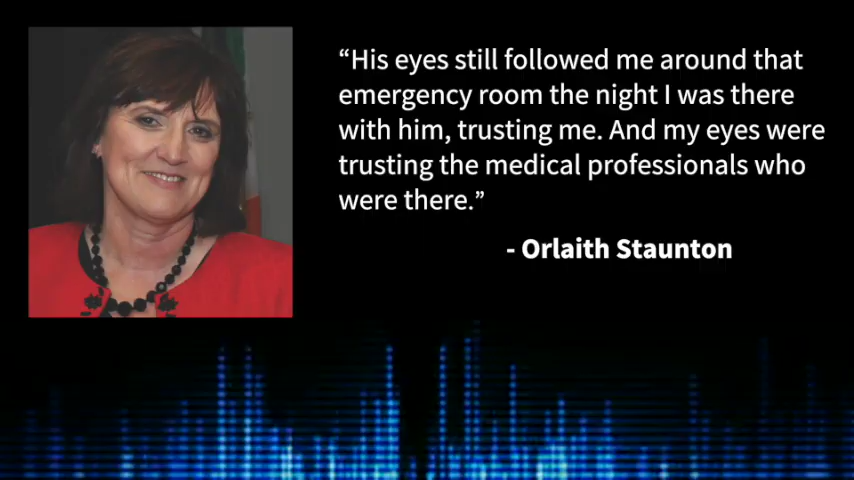 “His eyes still followed me around that
emergency room the night I was there
with him, trusting me. And my eyes were
trusting the medical professionals who
were there.”
- Orlaith Staunton